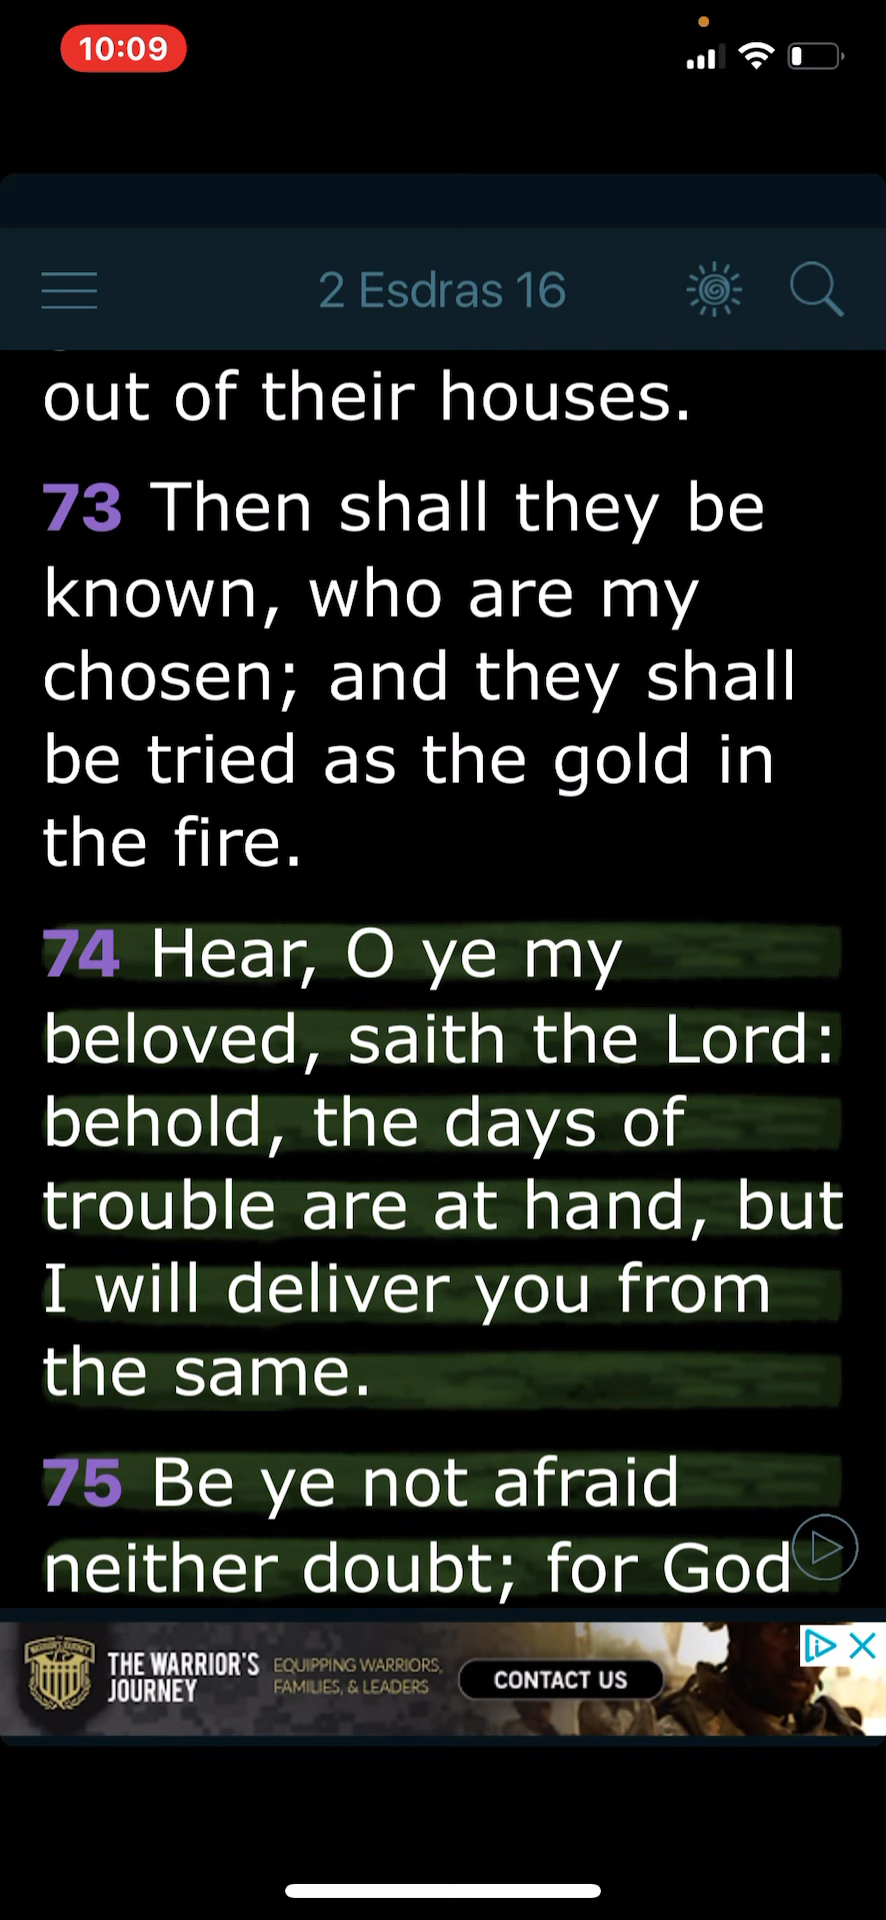 10:09
2 Esdras 16
out of their houses.
73 Then shall they be
known, who are my
chosen; and they shall
be tried as the gold in
the fire.
74 Hear, O ye my
beloved, saith the Lord:
behold, the days of
trouble are at hand, but
I will deliver you from
the same.
75 Be ye not afraid
neither doubt; for God
THE WARRIOR'S
JOURNEY
EQUIPPING WARRIORS,
FAMILIES, & LEADERS
CONTACT US